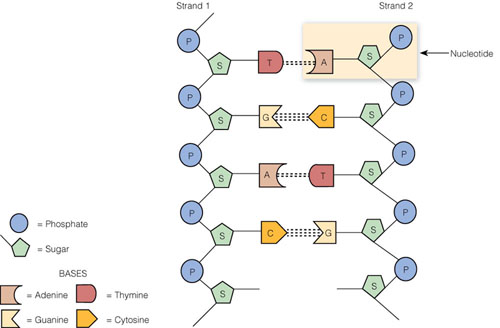 Strand 1 Strand 2
P
P
Nucleotide
S T A S
P P
S G C S
P P
S A T S
P P
S C G S
P P
S S
= Phosphate
= Sugar
BASES
= Adenine = Thymine
= Guanine = Cytosine